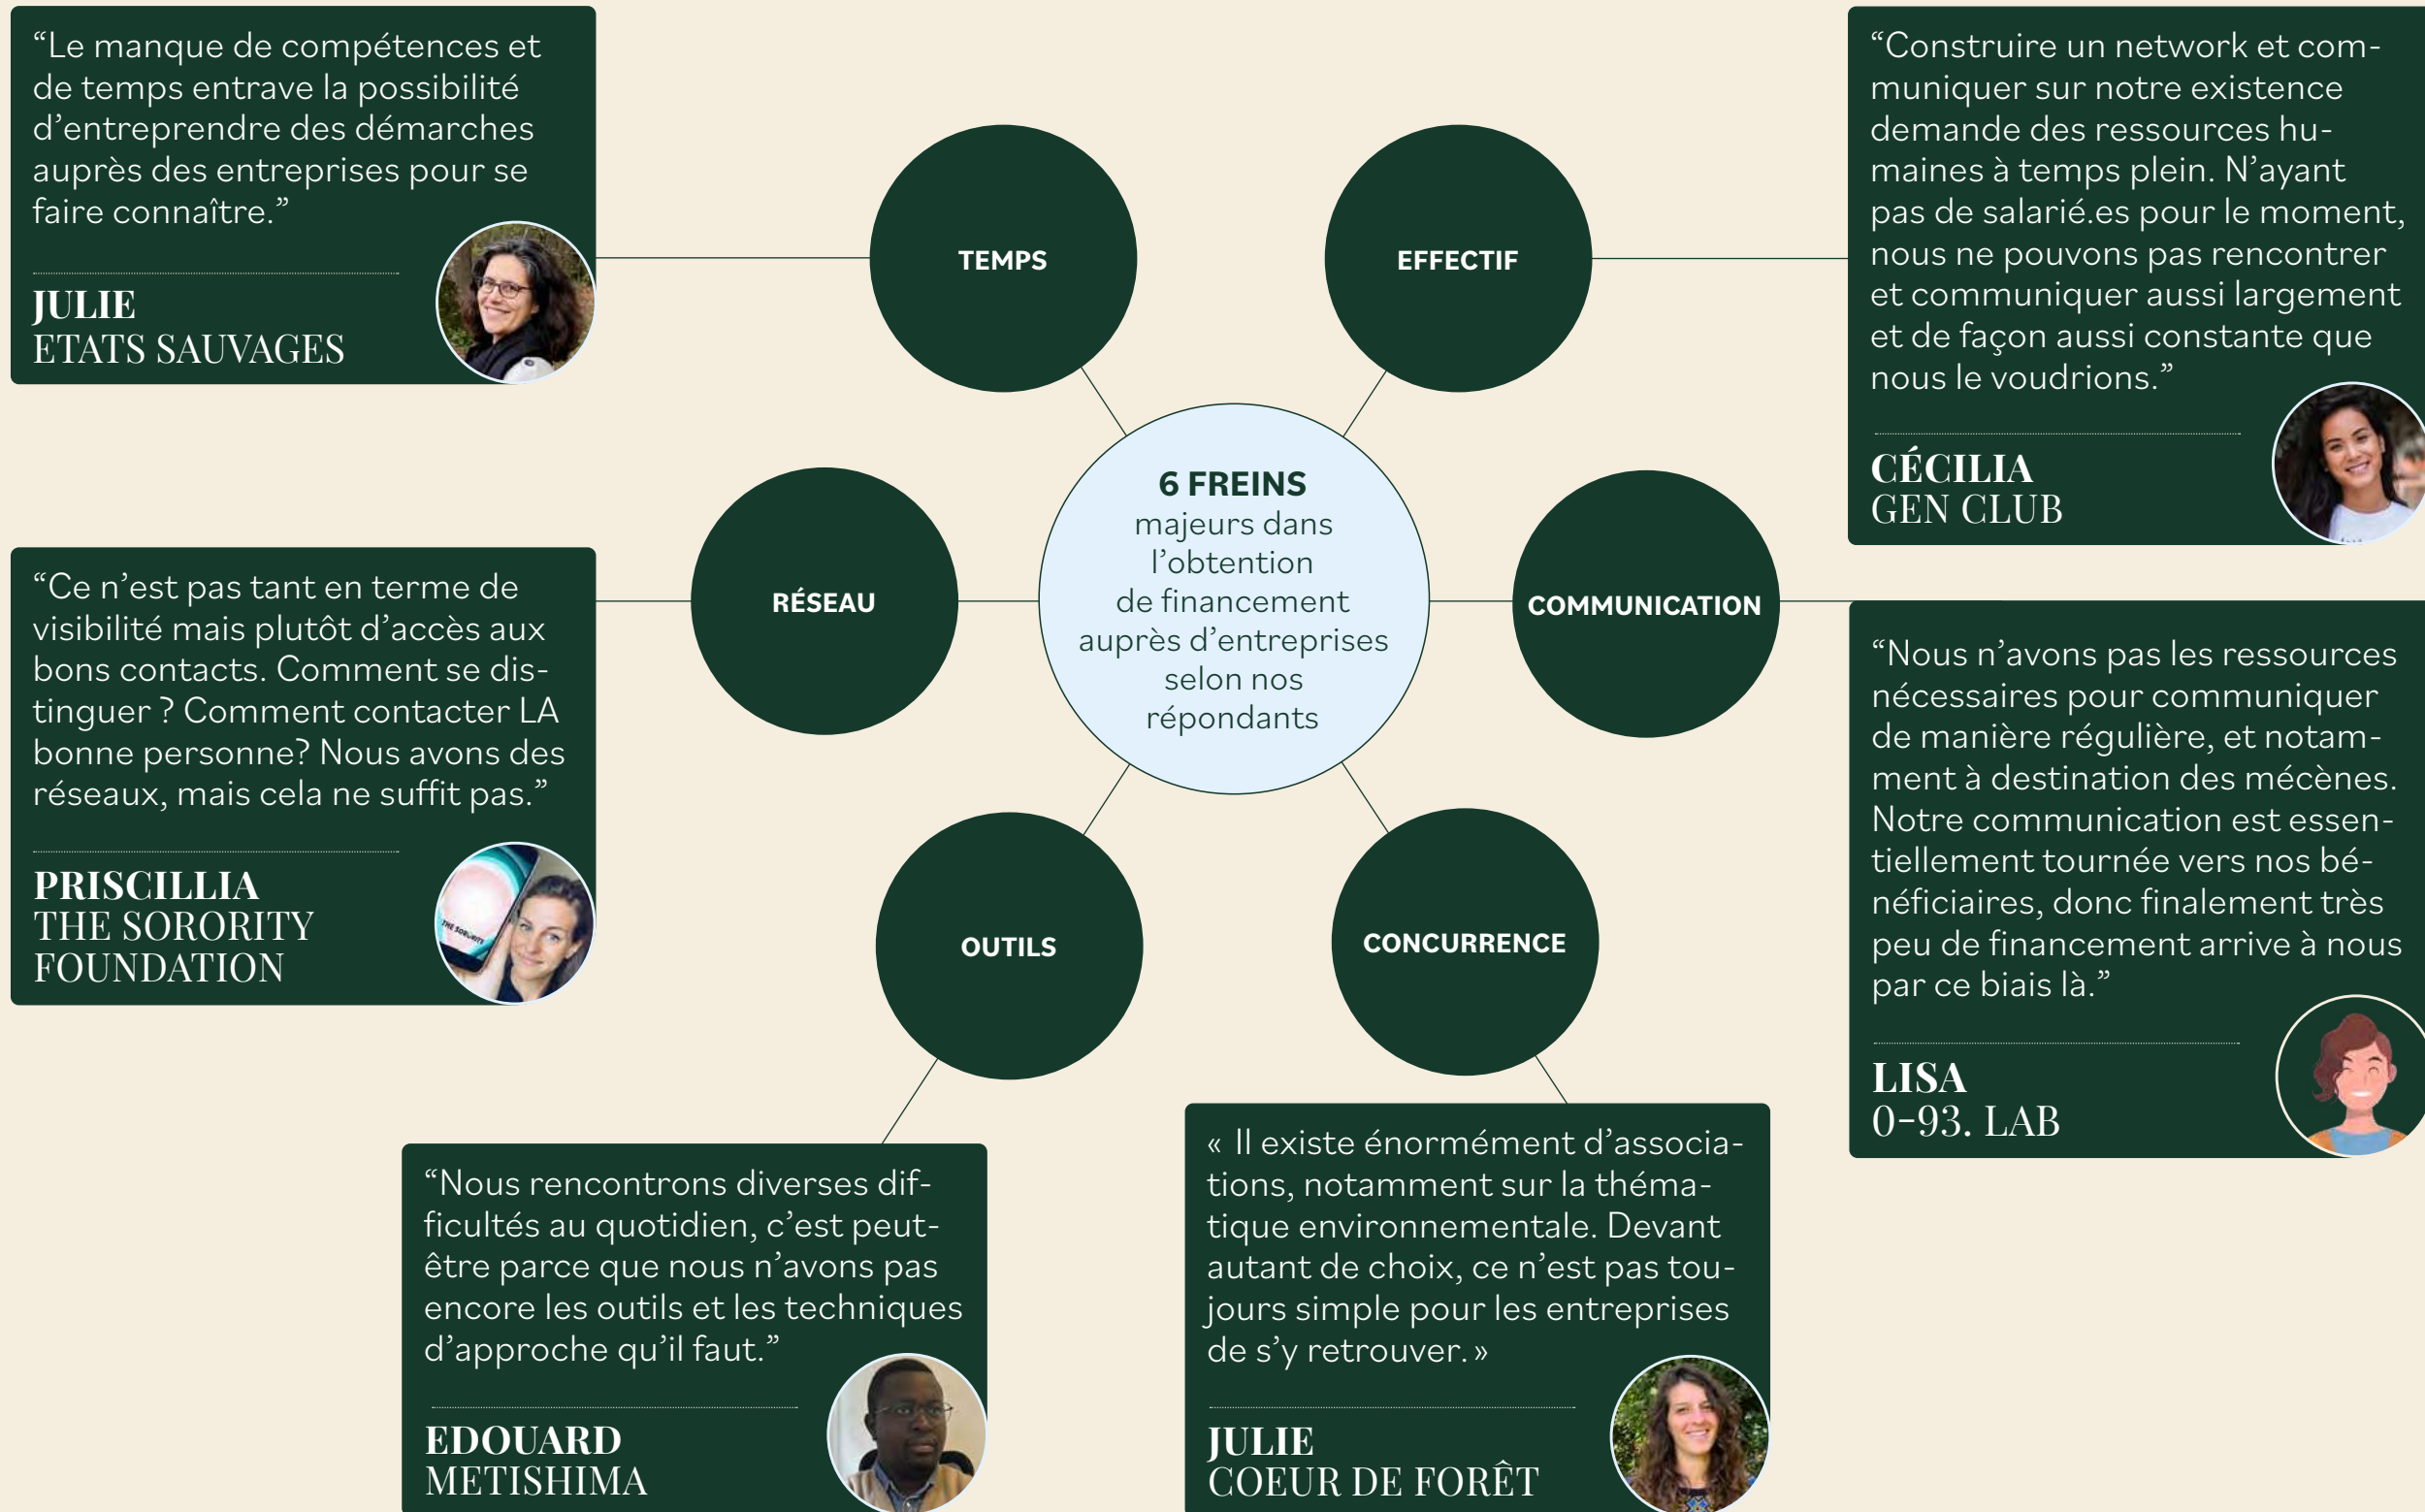 “Le manque de compétences et
de temps entrave la possibilité
d’entreprendre des démarches
auprès des entreprises pour se
faire connaître.”
JULIE
ETATS SAUVAGES
TEMPS
EFFECTIF
“Construire un network et com-
muniquer sur notre existence
demande des ressources hu-
maines à temps plein. N’ayant
pas de salarié.es pour le moment,
nous ne pouvons pas rencontrer
et communiquer aussi largement
et de façon aussi constante que
nous le voudrions.”
CÉCILIA
GEN CLUB
“Ce n’est pas tant en terme de
visibilité mais plutôt d’accès aux
bons contacts. Comment se dis-
tinguer ? Comment contacter LA
bonne personne? Nous avons des
réseaux, mais cela ne suffit pas.”
PRISCILLIA
THE SORORITY
FOUNDATION
THE SORORITY
RÉSEAU
6 FREINS
majeurs dans
l’obtention
de financement
auprès d’entreprises
selon nos
répondants
COMMUNICATION
“Nous n’avons pas les ressources
nécessaires pour communiquer
de manière régulière, et notam-
ment à destination des mécènes.
Notre communication est essen-
tiellement tournée vers nos bé-
néficiaires, donc finalement très
peu de financement arrive à nous
par ce biais là.”
LISA
0-93. LAB
OUTILS
CONCURRENCE
“Nous rencontrons diverses dif-
ficultés au quotidien, c’est peut-
être parce que nous n’avons pas
encore les outils et les techniques
d’approche qu’il faut.”
EDOUARD
METISHIMA
« Il existe énormément d’associa-
tions, notamment sur la théma-
tique environnementale. Devant
autant de choix, ce n’est pas tou-
jours simple pour les entreprises
de s’y retrouver. »
JULIE
COEUR DE FORÊT